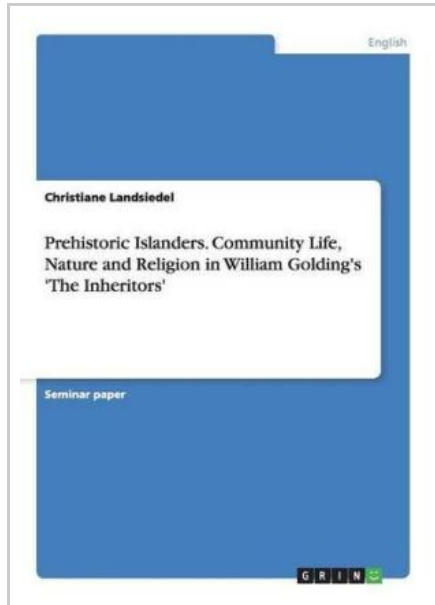 English
Christiane Landsiedel
Prehistoric Islanders. Community Life,
Nature and Religion in William Golding's
'The Inheritors'
Seminar paper
GRIN